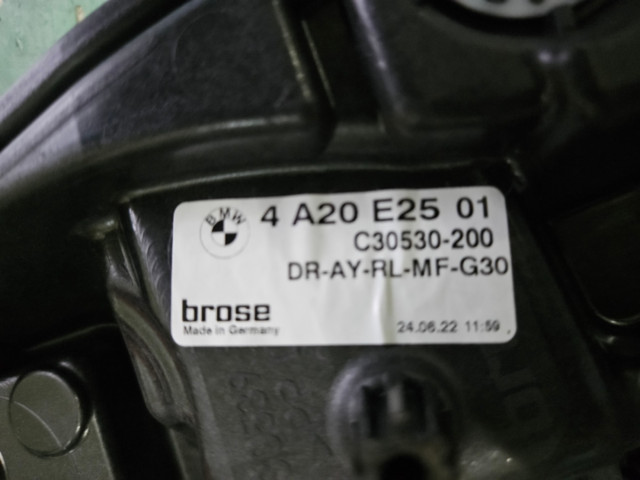 BMW
4 A20 E25 01
C30530-200
DR-AY-RL-MF-G30
brose
Made in Germany
24.06.22 11:59